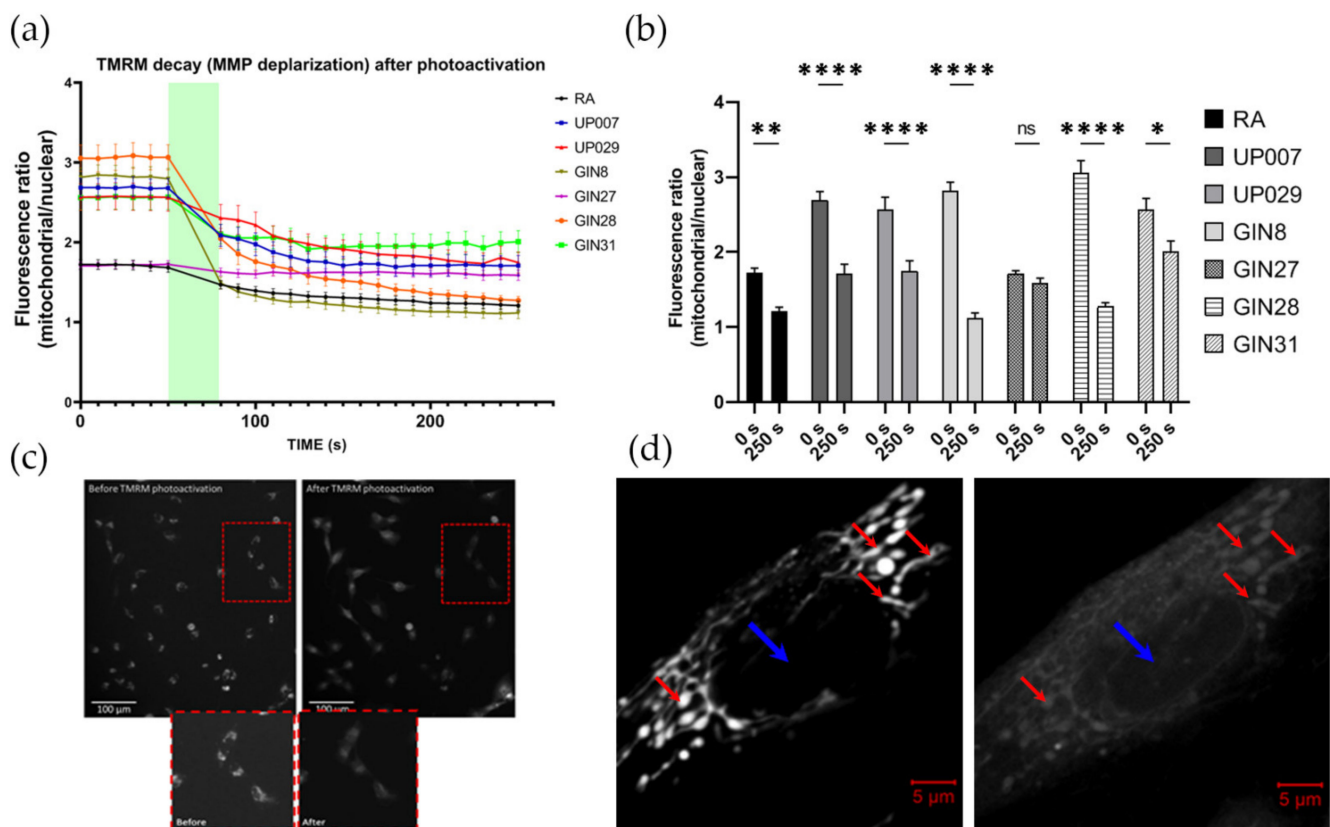 (a)
TMRM decay (MMP deplarization) after photoactivation
Fluorescence ratio
(mitochondrial/nuclear)
4
3
2
1
0
0
100
200
TIME (s)
RA
UP007
UP029
GIN8
GIN27
GIN28
GIN31
(b)
Fluorescence ratio
(mitochondrial/nuclear)
4
3
2
1
0
**
****
****
****
ns
****
*
0 s
250 s
0 s
250 s
0 s
250 s
0 s
250 s
0 s
250 s
0 s
250 s
0 s
250 s
RA
UP007
UP029
GIN8
GIN27
GIN28
GIN31
(c)
Before TMRM photoactivation
After TMRM photoactivation
100 µm
100 µm
Before
After
(d)
5 µm
5 µm